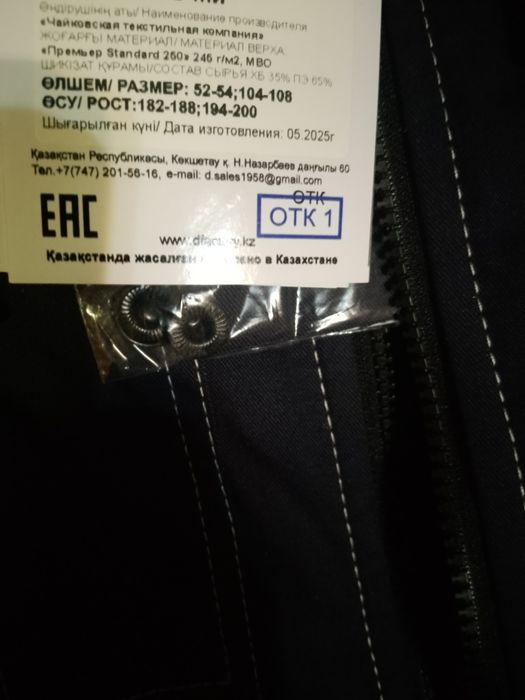 Өндірушінің аты/ Наименование производителя
«Чайковская текстильная компания»
ЖОҒАРҒЫ МАТЕРИАЛ/ МАТЕРИАЛ ВЕРХА
«Премьер Standard 250» 246 г/м2, МВО
ШИКІЗАТ ҚҰРАМЫ/СОСТАВ СЫРЬЯ ХБ 35% ПЭ 65%
ӨЛШЕМ/ РАЗМЕР: 52-54;104-108
ӨСУ/ РОСТ:182-188;194-200
Шығарылған күні/ Дата изготовления: 05.2025г
Қазақстан Республикасы, Көкшетау қ. Н.Назарбаев даңғылы 60
Тел.+7(747) 201-56-16, e-mail: d.sales1958@gmail.com
EAC
ОТК
ОТК 1
Қазақстанда жасалған в Казахстане